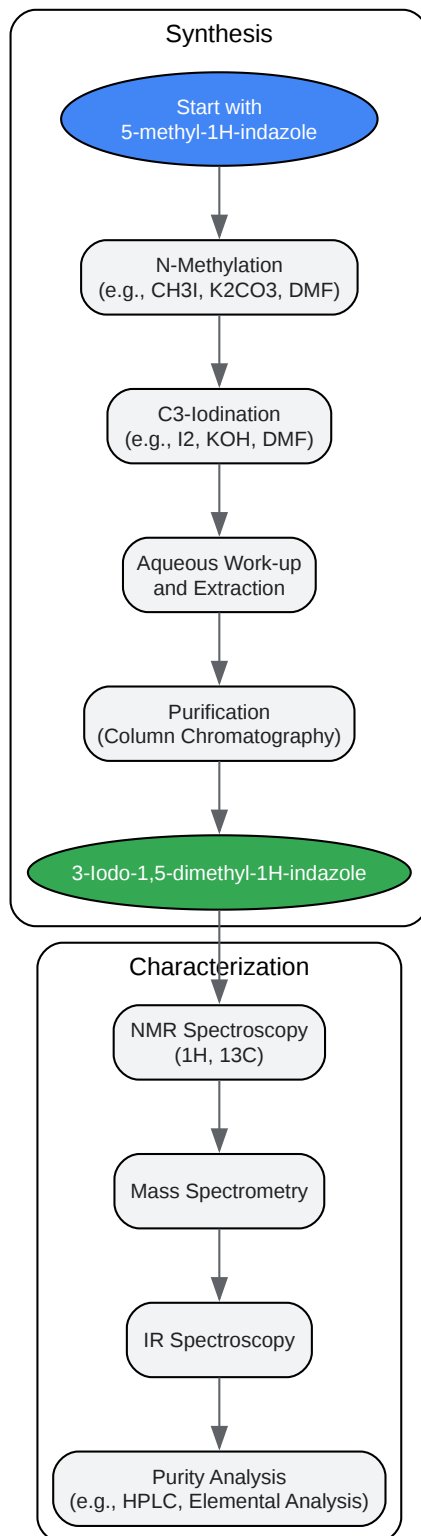 Synthesis
Start with
5-methyl-1H-indazole
N-Methylation
(e.g., CH3I, K2CO3, DMF)
C3-Iodination
(e.g., I2, KOH, DMF)
Aqueous Work-up
and Extraction
Purification
(Column Chromatography)
3-Iodo-1,5-dimethyl-1H-indazole
Characterization
NMR Spectroscopy
(1H, 13C)
Mass Spectrometry
IR Spectroscopy
Purity Analysis
(e.g., HPLC, Elemental Analysis)